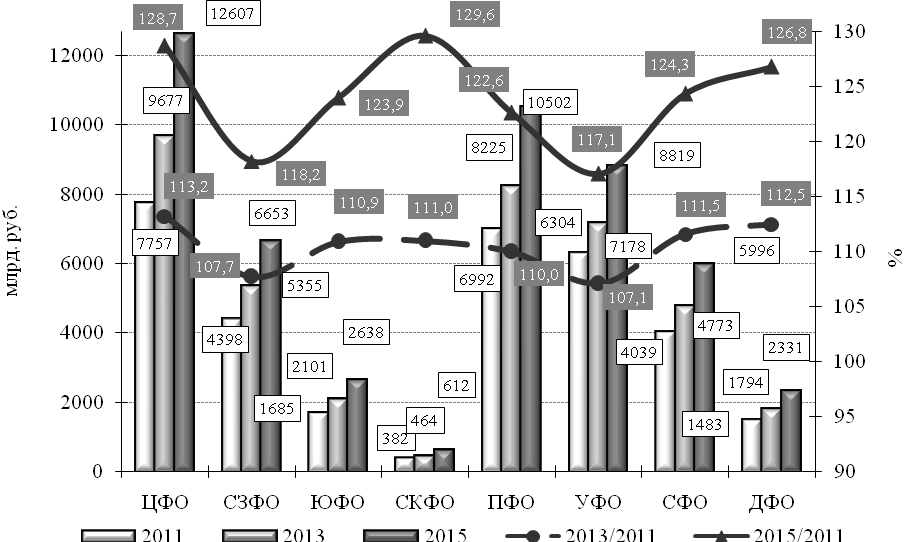 128,7 12607 129,6 126,8
12000 130
9677 122,6 124,3 125
123,9 10502
10000 120
8225 117,1 8819
118,2
8000 113,2 110,9 111,0 111,5 112,5 115
6653 6304
7757 7178 5996 110
107,7 110,0
6000 5355 6992 107,1 105
4398 2638 4039 4773
4000 2331
2101 100
612 1794
2000 1685 464 1483 95
382
0 90
млрд. руб.
%
ЦФО СЗФО ЮФО СКФО ПФО УФО СФО ДФО
2011 2013 2015 2013/2011 2015/2011